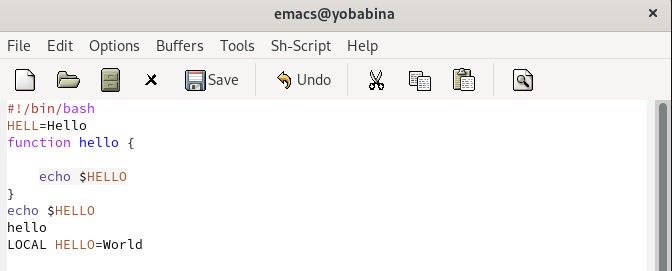 emacs@yobabina
File Edit Options Buffers Tools Sh-Script Help
Save Undo
#!/bin/bash
HELL=Hello
function hello {
echo $HELLO
}
echo $HELLO
hello
LOCAL HELLO=World